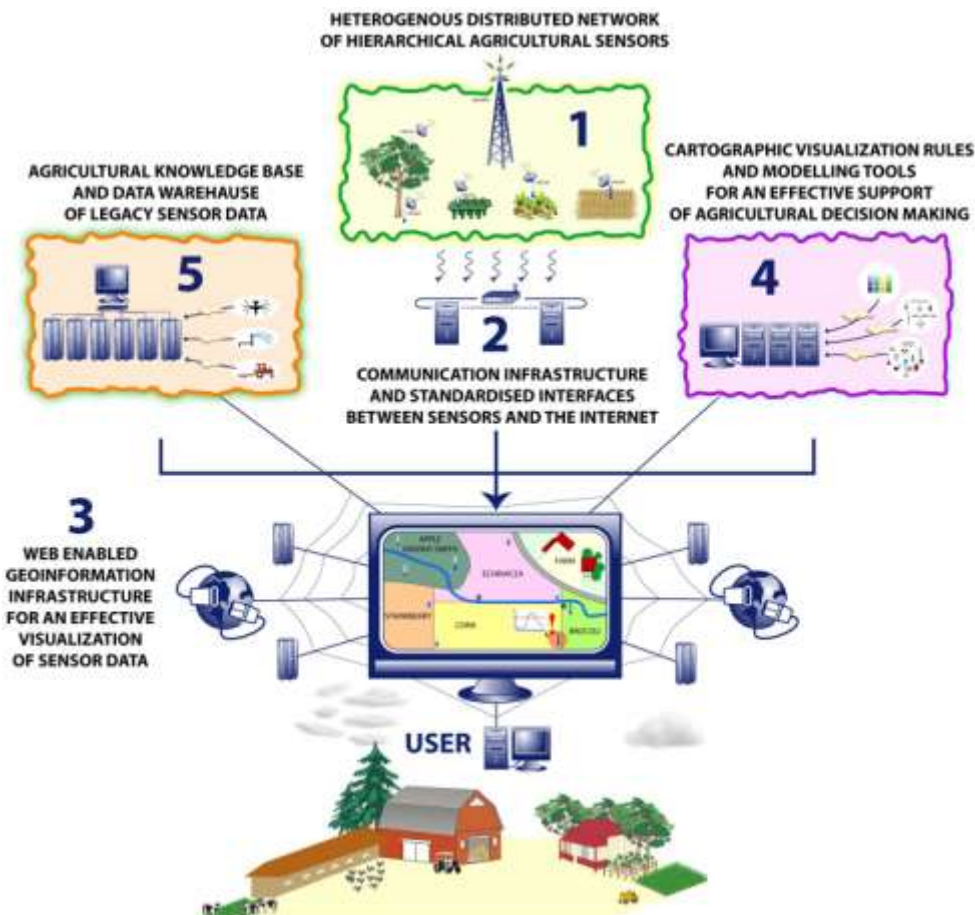 HETEROGENOUS DISTRIBUTED NETWORK
OF HIERARCHICAL AGRICULTURAL SENSORS
1
AGRICULTURAL KNOWLEDGE BASE
AND DATA WAREHAUSE
OF LEGACY SENSOR DATA
5
CARTOGRAPHIC VISUALIZATION RULES
AND MODELLING TOOLS
FOR AN EFFECTIVE SUPPORT
OF AGRICULTURAL DECISION MAKING
4
2
COMMUNICATION INFRASTRUCTURE
AND STANDARDISED INTERFACES
BETWEEN SENSORS AND THE INTERNET
3
WEB ENABLED
GEOINFORMATION
INFRASTRUCTURE
FOR AN EFFECTIVE
VISUALIZATION
OF SENSOR DATA
APPLE
ECHINACEA
FARM
STRAWBERRY
CORN
USER